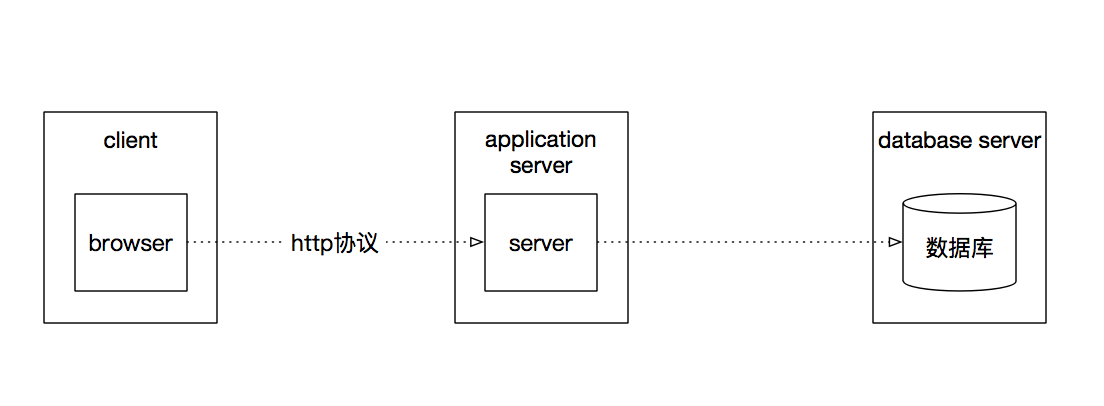 client
application
server
database server
browser
http协议
server
数据库